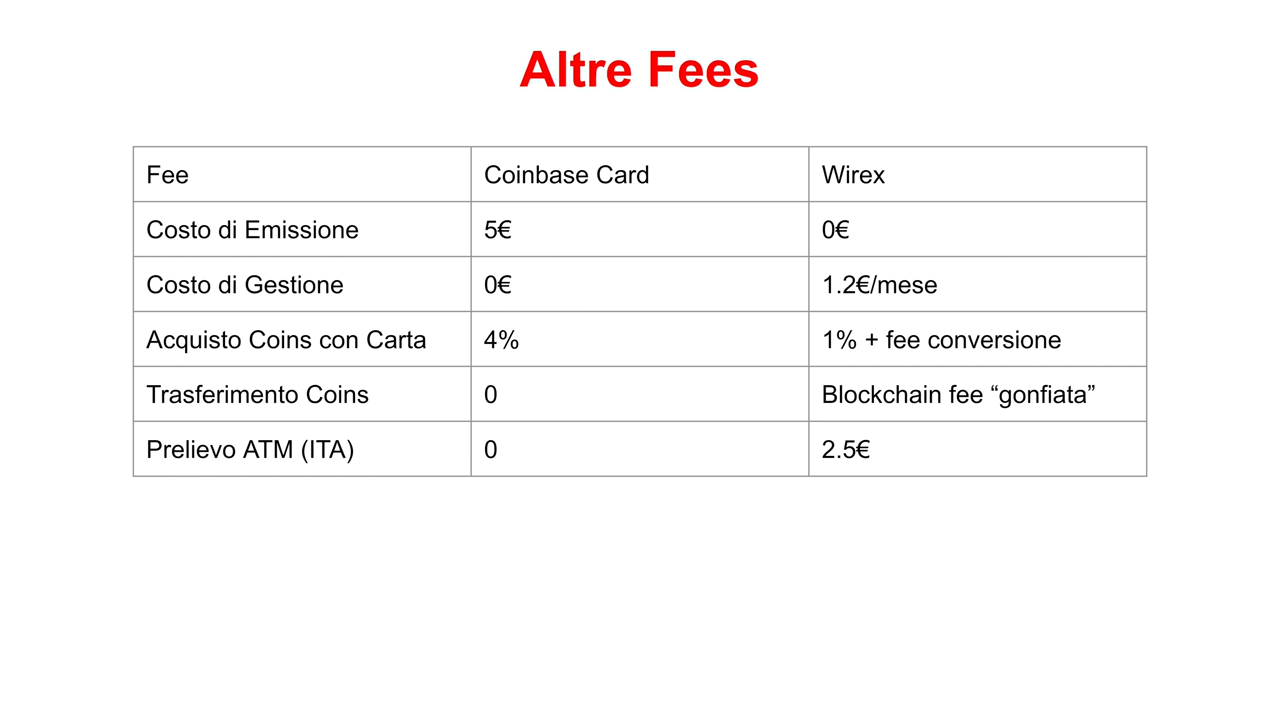 Altre Fees
Fee Coinbase Card Wirex
Costo di Emissione 5€ 0€
Costo di Gestione 0€ 1.2€/mese
Acquisto Coins con Carta 4% 1% + fee conversione
Trasferimento Coins 0 Blockchain fee “gonfiata”
Prelievo ATM (ITA) 0 2.5€